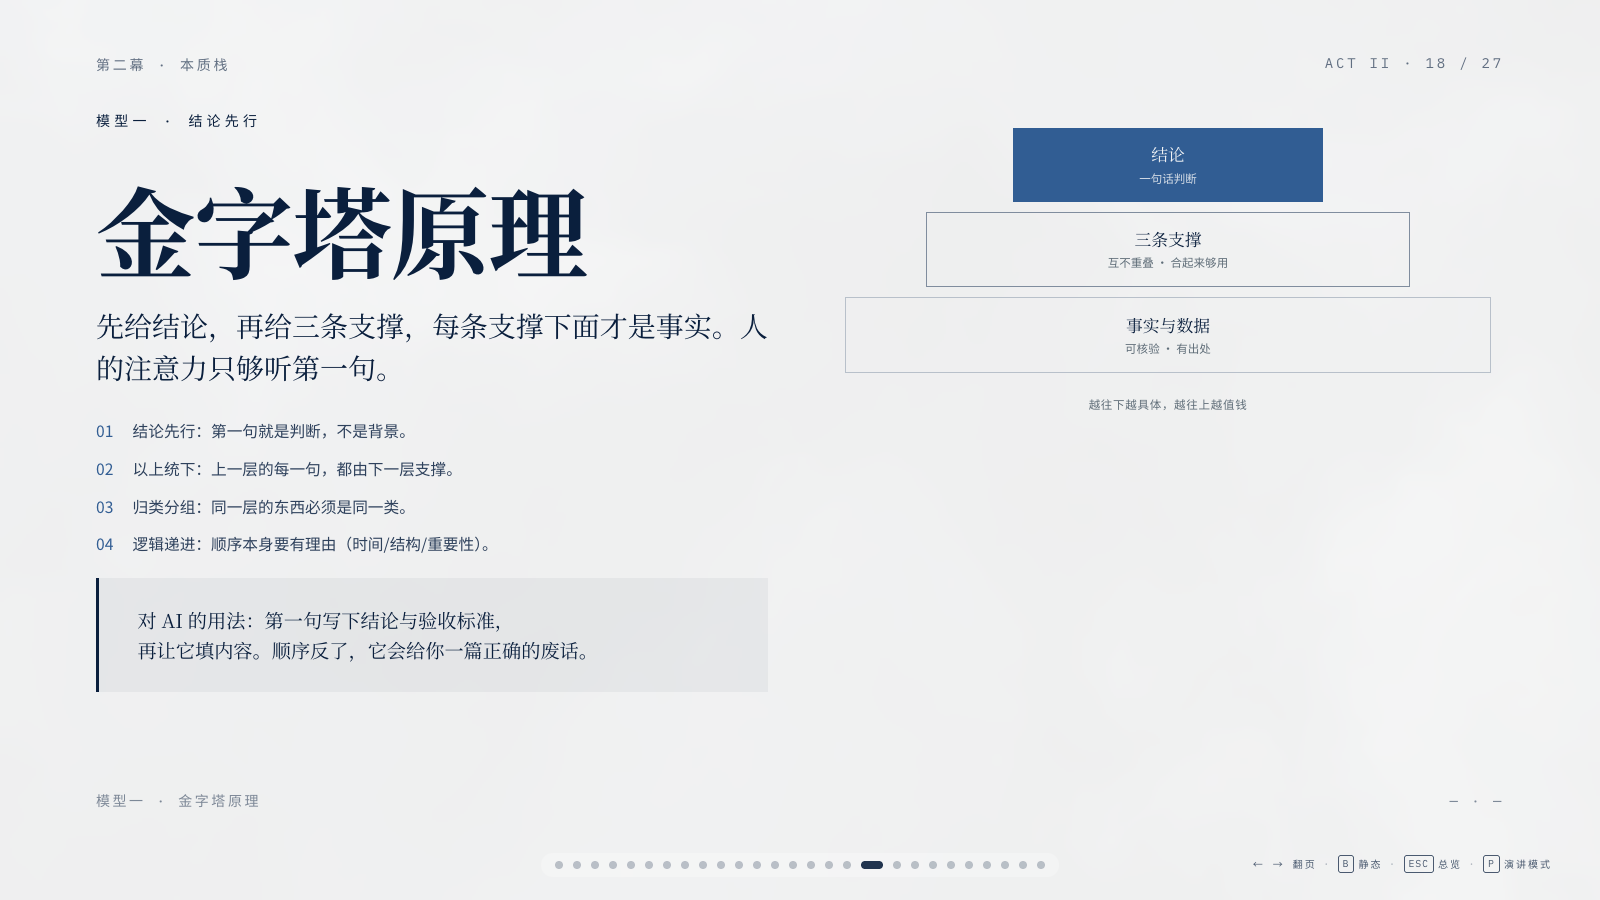 第二幕 · 本质栈
ACT II · 18 / 27
模型一 · 结论先行
金字塔原理
先给结论，再给三条支撑，每条支撑下面才是事实。人
的注意力只够听第一句。
01 结论先行：第一句就是判断，不是背景。
02 以上统下：上一层的每一句，都由下一层支撑。
03 归类分组：同一层的东西必须是同一类。
04 逻辑递进：顺序本身要有理由（时间/结构/重要性）。
对 AI 的用法：第一句写下结论与验收标准，
再让它填内容。顺序反了，它会给你一篇正确的废话。
结论
一句话判断
三条支撑
互不重叠 · 合起来够用
事实与数据
可核验 · 有出处
越往下越具体，越往上越值钱
模型一 · 金字塔原理
— · —
← → 翻页 · B 静态 · ESC 总览 · P 演讲模式